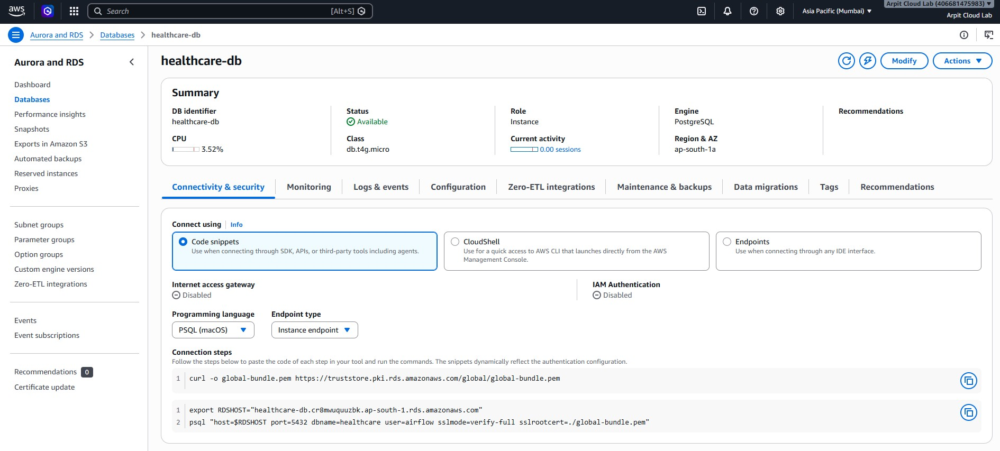 aws
Search
[Alt+S]
Asia Pacific (Mumbai)
Arpit Cloud Lab (406681475983)
Arpit Cloud Lab
Aurora and RDS
Databases
healthcare-db
Aurora and RDS
Dashboard
Databases
Performance insights
Snapshots
Exports in Amazon S3
Automated backups
Reserved instances
Proxies
Subnet groups
Parameter groups
Option groups
Custom engine versions
Zero-ETL integrations
Events
Event subscriptions
Recommendations 0
Certificate update
healthcare-db
Modify
Actions
Summary
DB identifier
healthcare-db
CPU
3.52%
Status
Available
Class
db.t4g.micro
Role
Instance
Current activity
0.00 sessions
Engine
PostgreSQL
Region & AZ
ap-south-1a
Recommendations
Connectivity & security
Monitoring
Logs & events
Configuration
Zero-ETL integrations
Maintenance & backups
Data migrations
Tags
Recommendations
Connect using
Info
Code snippets
Use when connecting through SDK, APIs, or third-party tools including agents.
CloudShell
Use for a quick access to AWS CLI that launches directly from the AWS
Management Console.
Endpoints
Use when connecting through any IDE interface.
Internet access gateway
Disabled
IAM Authentication
Disabled
Programming language
PSQL (macOS)
Endpoint type
Instance endpoint
Connection steps
Follow the steps below to paste the code of each step in your tool and run the commands. The snippets dynamically reflect the authentication configuration.
1 curl -o global-bundle.pem https://truststore.pki.rds.amazonaws.com/global/global-bundle.pem
1 export RDSHOST="healthcare-db.cr8mwuquuzbk.ap-south-1.rds.amazonaws.com"
2 psql "host=$RDSHOST port=5432 dbname=healthcare user=airflow sslmode=verify-full sslrootcert=./global-bundle.pem"